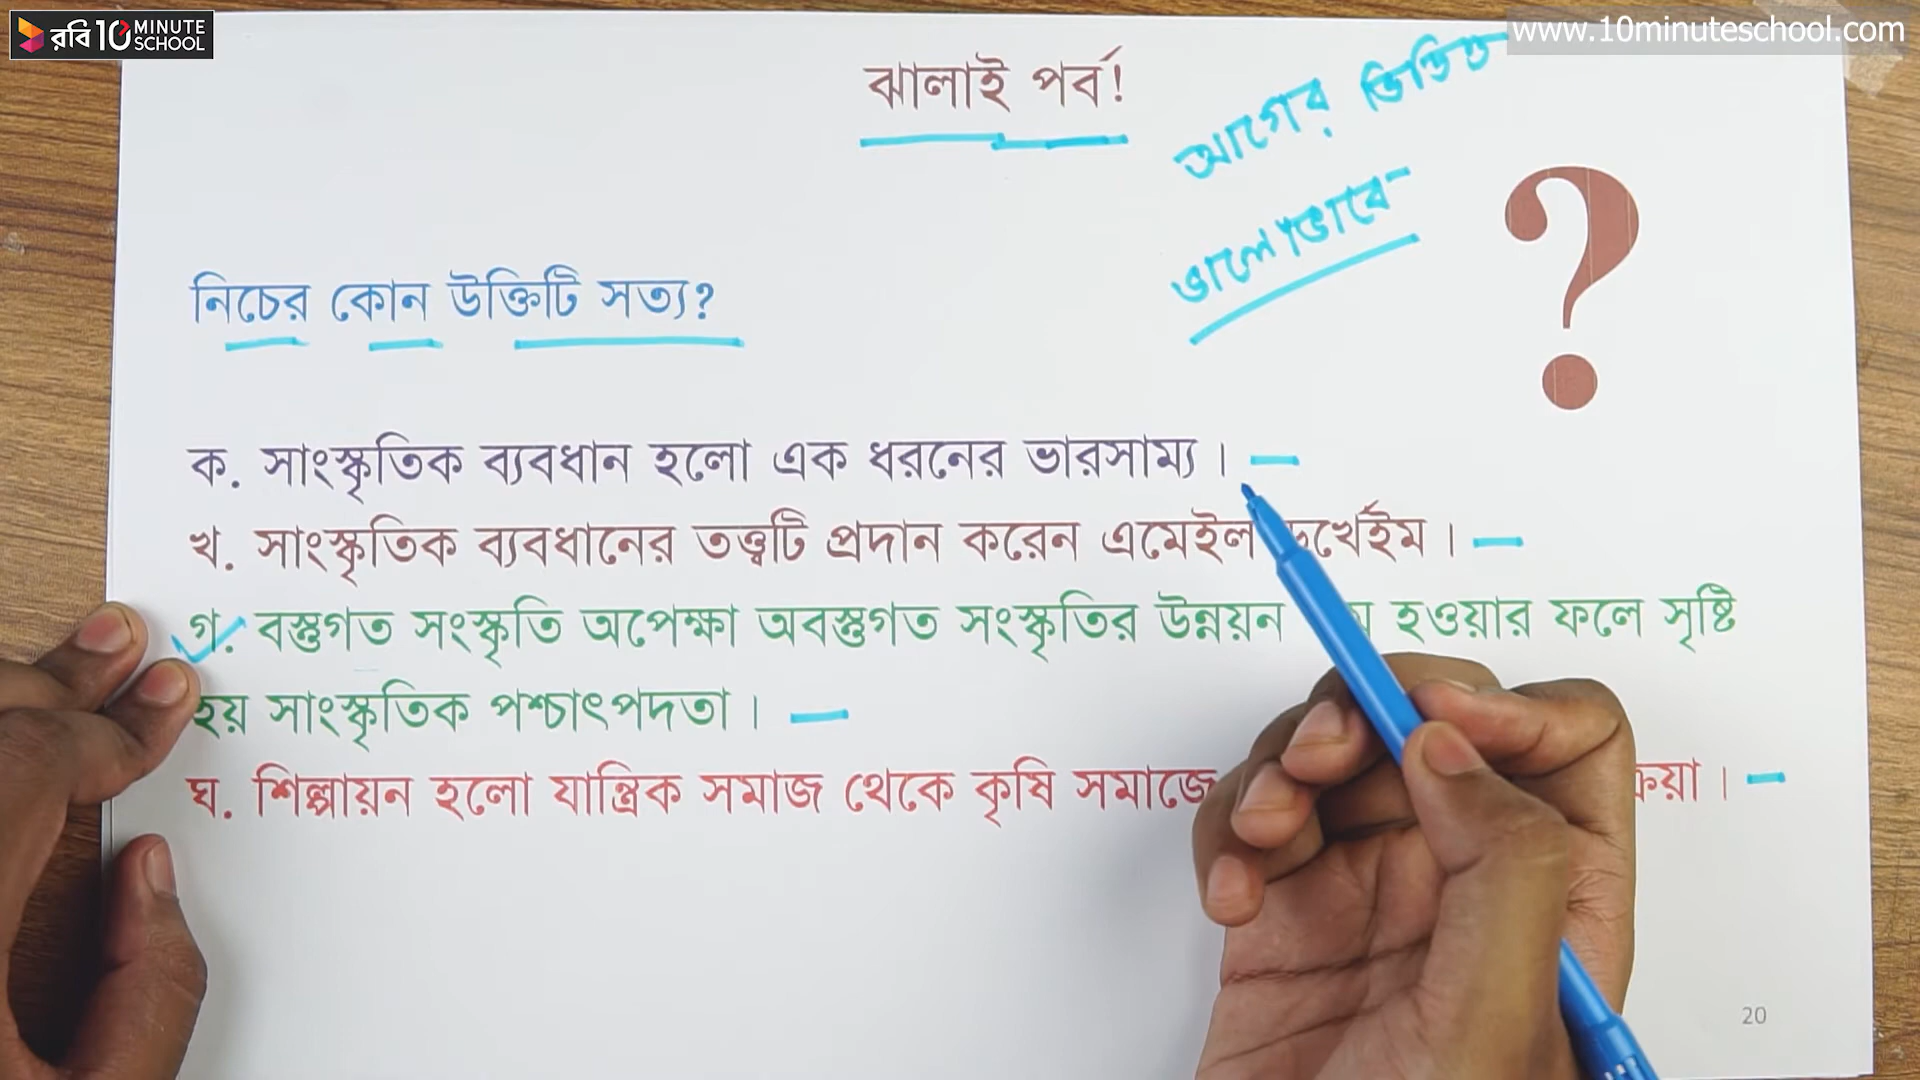 রবি 10 MINUTE SCHOOL
www.10minuteschool.com
ঝালাই পর্ব!
আগের ভিডিও
ভালোভাবে
নিচের কোন উক্তিটি সত্য?
ক. সাংস্কৃতিক ব্যবধান হলো এক ধরনের ভারসাম্য।
খ. সাংস্কৃতিক ব্যবধানের তত্ত্বটি প্রদান করেন এমেইল
গ. বস্তুগত সংস্কৃতি অপেক্ষা অবস্তুগত সংস্কৃতির উন্নয়ন হওয়ার ফলে সৃষ্টি
হয় সাংস্কৃতিক পশ্চাৎপদতা।
ঘ. শিল্পায়ন হলো যান্ত্রিক সমাজ থেকে কৃষি সমাজে
20